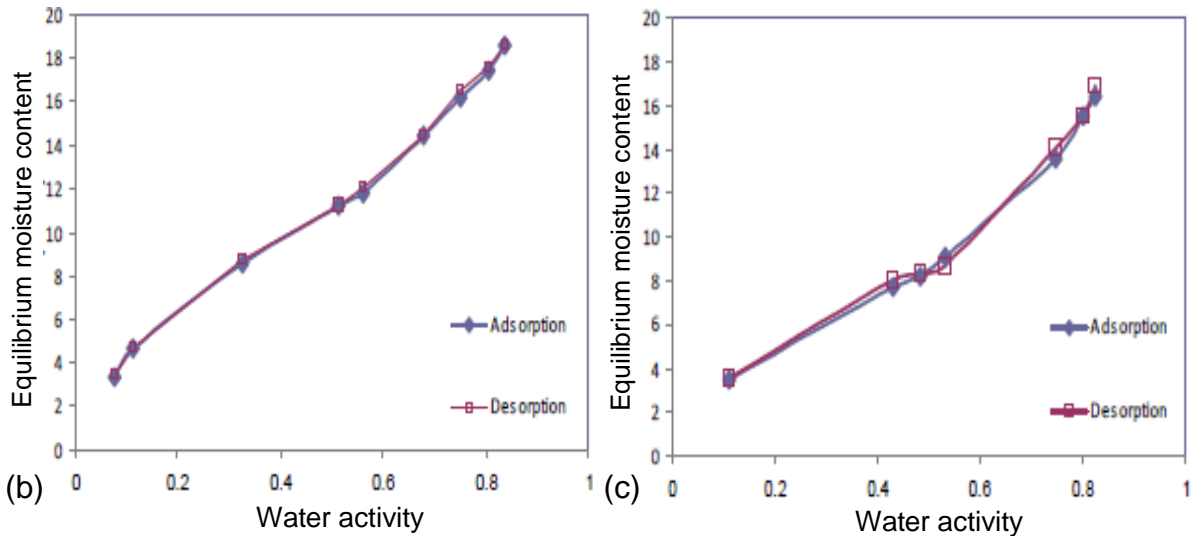 Equilibrium moisture content
20
18
16
14
12
10
8
6
4
2
0
Adsorption
Desorption
0 0.2 0.4 0.6 0.8 1
(b)
Water activity
Equilibrium moisture content
20
18
16
14
12
10
8
6
4
2
0
Adsorption
Desorption
0 0.2 0.4 0.6 0.8 1
(c)
Water activity